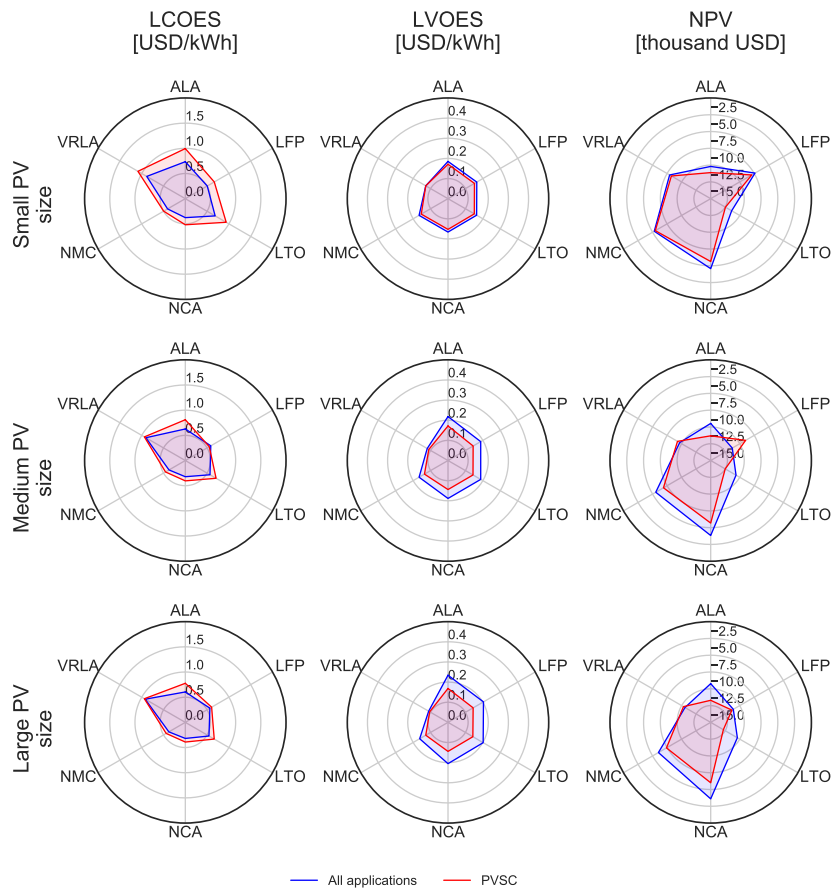 LCOES
[USD/kWh]
LVOES
[USD/kWh]
NPV
[thousand USD]
Small PV
size
ALA
LFP
LTO
NCA
NMC
VRLA
1.5
1.0
0.5
0.0
ALA
LFP
LTO
NCA
NMC
VRLA
0.4
0.3
0.2
0.1
0.0
ALA
LFP
LTO
NCA
NMC
VRLA
−2.5
−5.0
−7.5
−10.0
−12.5
−15.0
Medium PV
size
ALA
LFP
LTO
NCA
NMC
VRLA
1.5
1.0
0.5
0.0
ALA
LFP
LTO
NCA
NMC
VRLA
0.4
0.3
0.2
0.1
0.0
ALA
LFP
LTO
NCA
NMC
VRLA
−2.5
−5.0
−7.5
−10.0
−12.5
−15.0
Large PV
size
ALA
LFP
LTO
NCA
NMC
VRLA
1.5
1.0
0.5
0.0
ALA
LFP
LTO
NCA
NMC
VRLA
0.4
0.3
0.2
0.1
0.0
ALA
LFP
LTO
NCA
NMC
VRLA
−2.5
−5.0
−7.5
−10.0
−12.5
−15.0
All applications
PVSC